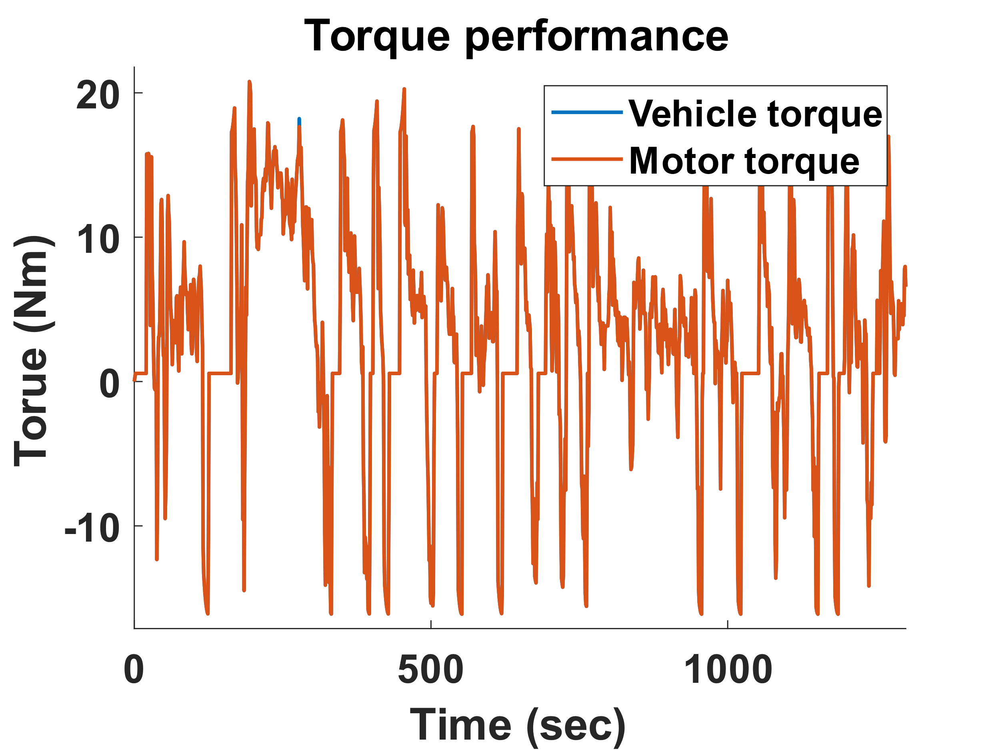 Torque performance
20
10
0
-10
Torue (Nm)
Vehicle torque
Motor torque
0
500
1000
Time (sec)